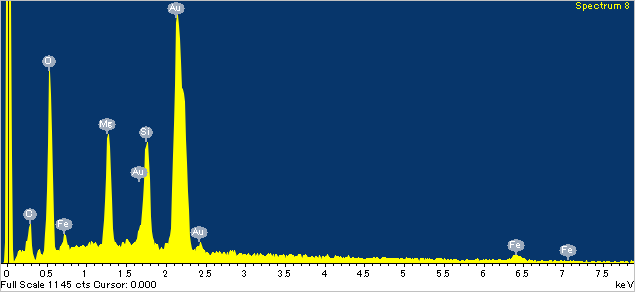 Spectrum 8
Au
O
Mg
Si
Au
O
Fe
Au
Fe
Fe
0 0.5 1 1.5 2 2.5 3 3.5 4 4.5 5 5.5 6 6.5 7 7.5
Full Scale 1145 cts Cursor: 0.000 keV